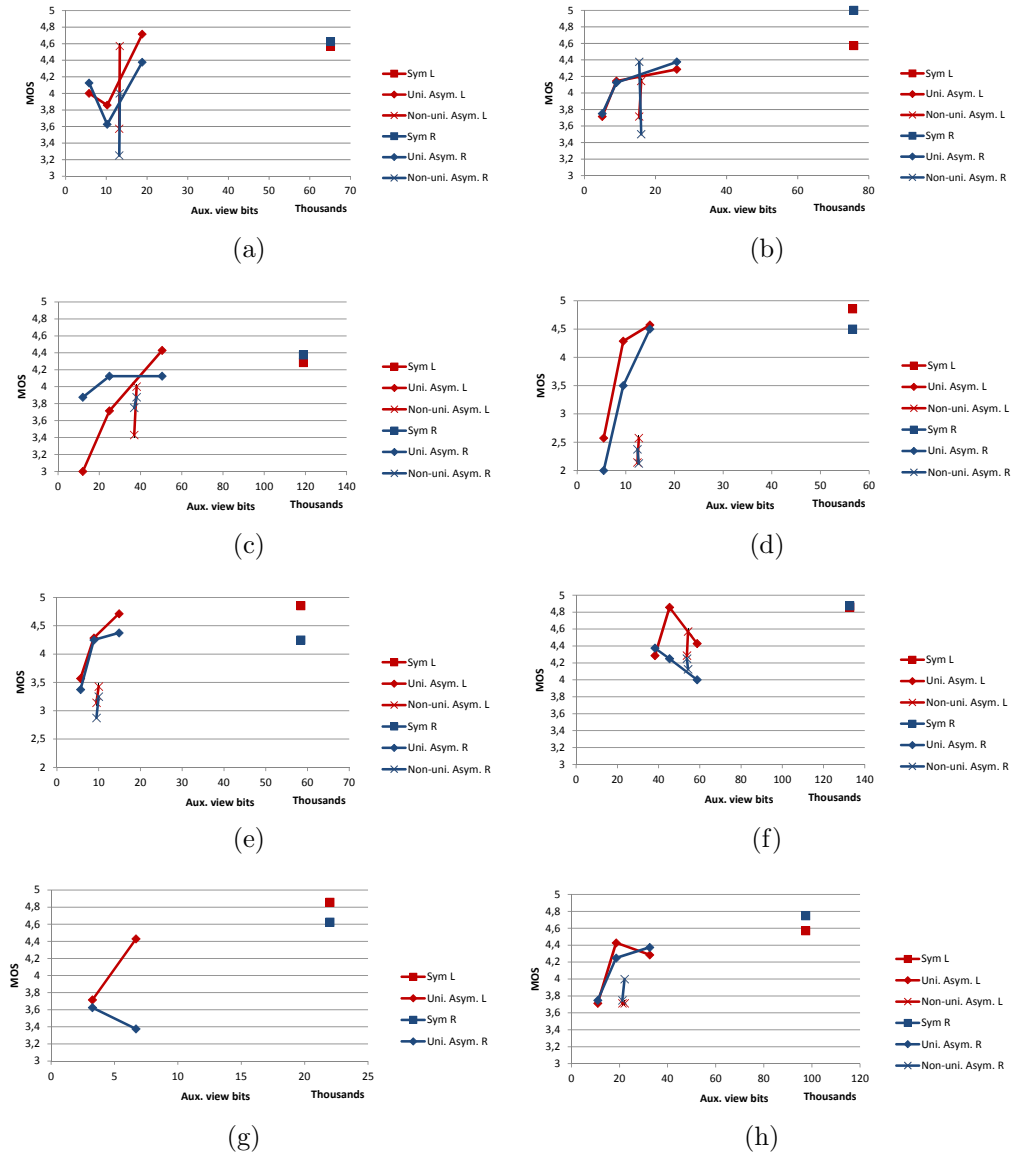 5
4,8
4,6
4,4
4,2
4
3,8
3,6
3,4
3,2
3
MOS
0 10 20 30 40 50 60 70
Aux. view bits Thousands
Sym L
Uni. Asym. L
Non-uni. Asym. L
Sym R
Uni. Asym. R
Non-uni. Asym. R
(a)
5
4,8
4,6
4,4
4,2
4
3,8
3,6
3,4
3,2
3
MOS
0 20 40 60 80
Aux. view bits Thousands
Sym L
Uni. Asym. L
Non-uni. Asym. L
Sym R
Uni. Asym. R
Non-uni. Asym. R
(b)
5
4,8
4,6
4,4
4,2
4
3,8
3,6
3,4
3,2
3
MOS
0 20 40 60 80 100 120 140
Aux. view bits Thousands
Sym L
Uni. Asym. L
Non-uni. Asym. L
Sym R
Uni. Asym. R
Non-uni. Asym. R
(c)
5
4,5
4
3,5
3
2,5
2
MOS
0 10 20 30 40 50 60
Aux. view bits Thousands
Sym L
Uni. Asym. L
Non-uni. Asym. L
Sym R
Uni. Asym. R
Non-uni. Asym. R
(d)
5
4,5
4
3,5
3
2,5
2
MOS
0 10 20 30 40 50 60 70
Aux. view bits Thousands
Sym L
Uni. Asym. L
Non-uni. Asym. L
Sym R
Uni. Asym. R
Non-uni. Asym. R
(e)
5
4,8
4,6
4,4
4,2
4
3,8
3,6
3,4
3,2
3
MOS
0 20 40 60 80 100 120 140
Aux. view bits Thousands
Sym L
Uni. Asym. L
Non-uni. Asym. L
Sym R
Uni. Asym. R
Non-uni. Asym. R
(f)
5
4,8
4,6
4,4
4,2
4
3,8
3,6
3,4
3,2
3
MOS
0 5 10 15 20 25
Aux. view bits Thousands
Sym L
Uni. Asym. L
Sym R
Uni. Asym. R
(g)
5
4,8
4,6
4,4
4,2
4
3,8
3,6
3,4
3,2
3
MOS
0 20 40 60 80 100 120
Aux. view bits Thousands
Sym L
Uni. Asym. L
Non-uni. Asym. L
Sym R
Uni. Asym. R
Non-uni. Asym. R
(h)